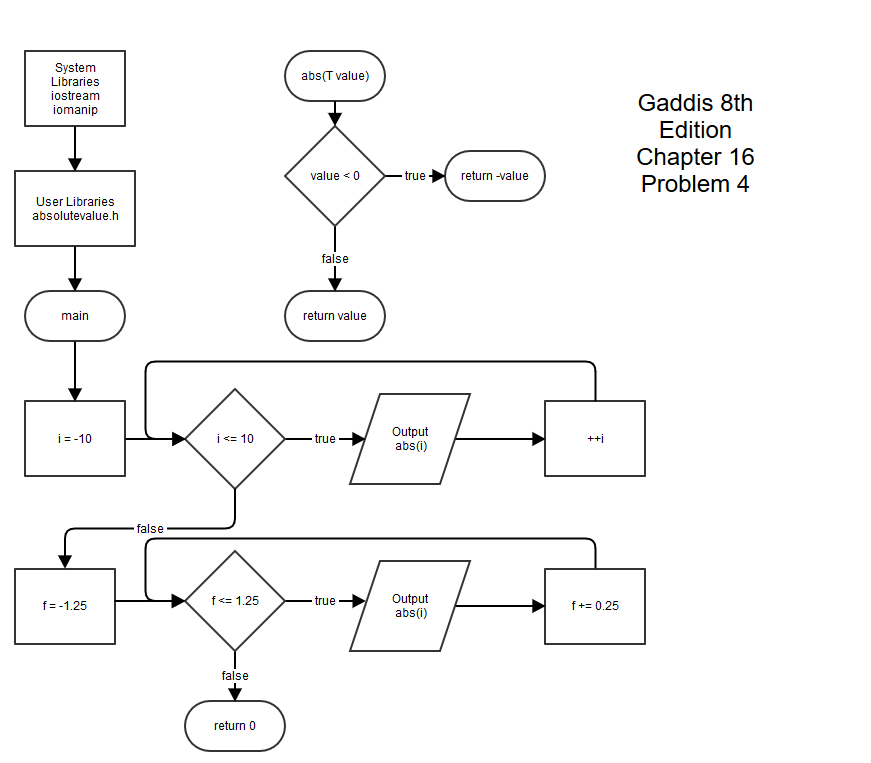 System
Libraries
iostream
iomanip
User Libraries
absolutevalue.h
main
abs(T value)
value < 0
true
return -value
false
return value
Gaddis 8th
Edition
Chapter 16
Problem 4
i = -10
i <= 10
true
Output
abs(i)
++i
false
f = -1.25
f <= 1.25
true
Output
abs(i)
f += 0.25
false
return 0